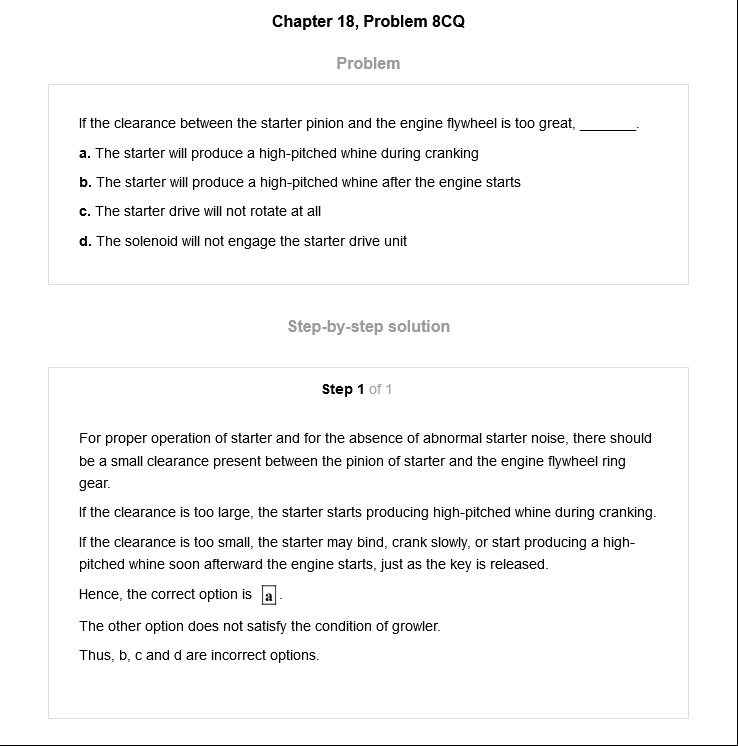 Chapter 18, Problem 8CQ
Problem
If the clearance between the starter pinion and the engine flywheel is too great, _______.
a. The starter will produce a high-pitched whine during cranking
b. The starter will produce a high-pitched whine after the engine starts
c. The starter drive will not rotate at all
d. The solenoid will not engage the starter drive unit
Step-by-step solution
Step 1 of 1
For proper operation of starter and for the absence of abnormal starter noise, there should
be a small clearance present between the pinion of starter and the engine flywheel ring
gear.
If the clearance is too large, the starter starts producing high-pitched whine during cranking.
If the clearance is too small, the starter may bind, crank slowly, or start producing a high-
pitched whine soon afterward the engine starts, just as the key is released.
Hence, the correct option is a.
The other option does not satisfy the condition of growler.
Thus, b, c and d are incorrect options.